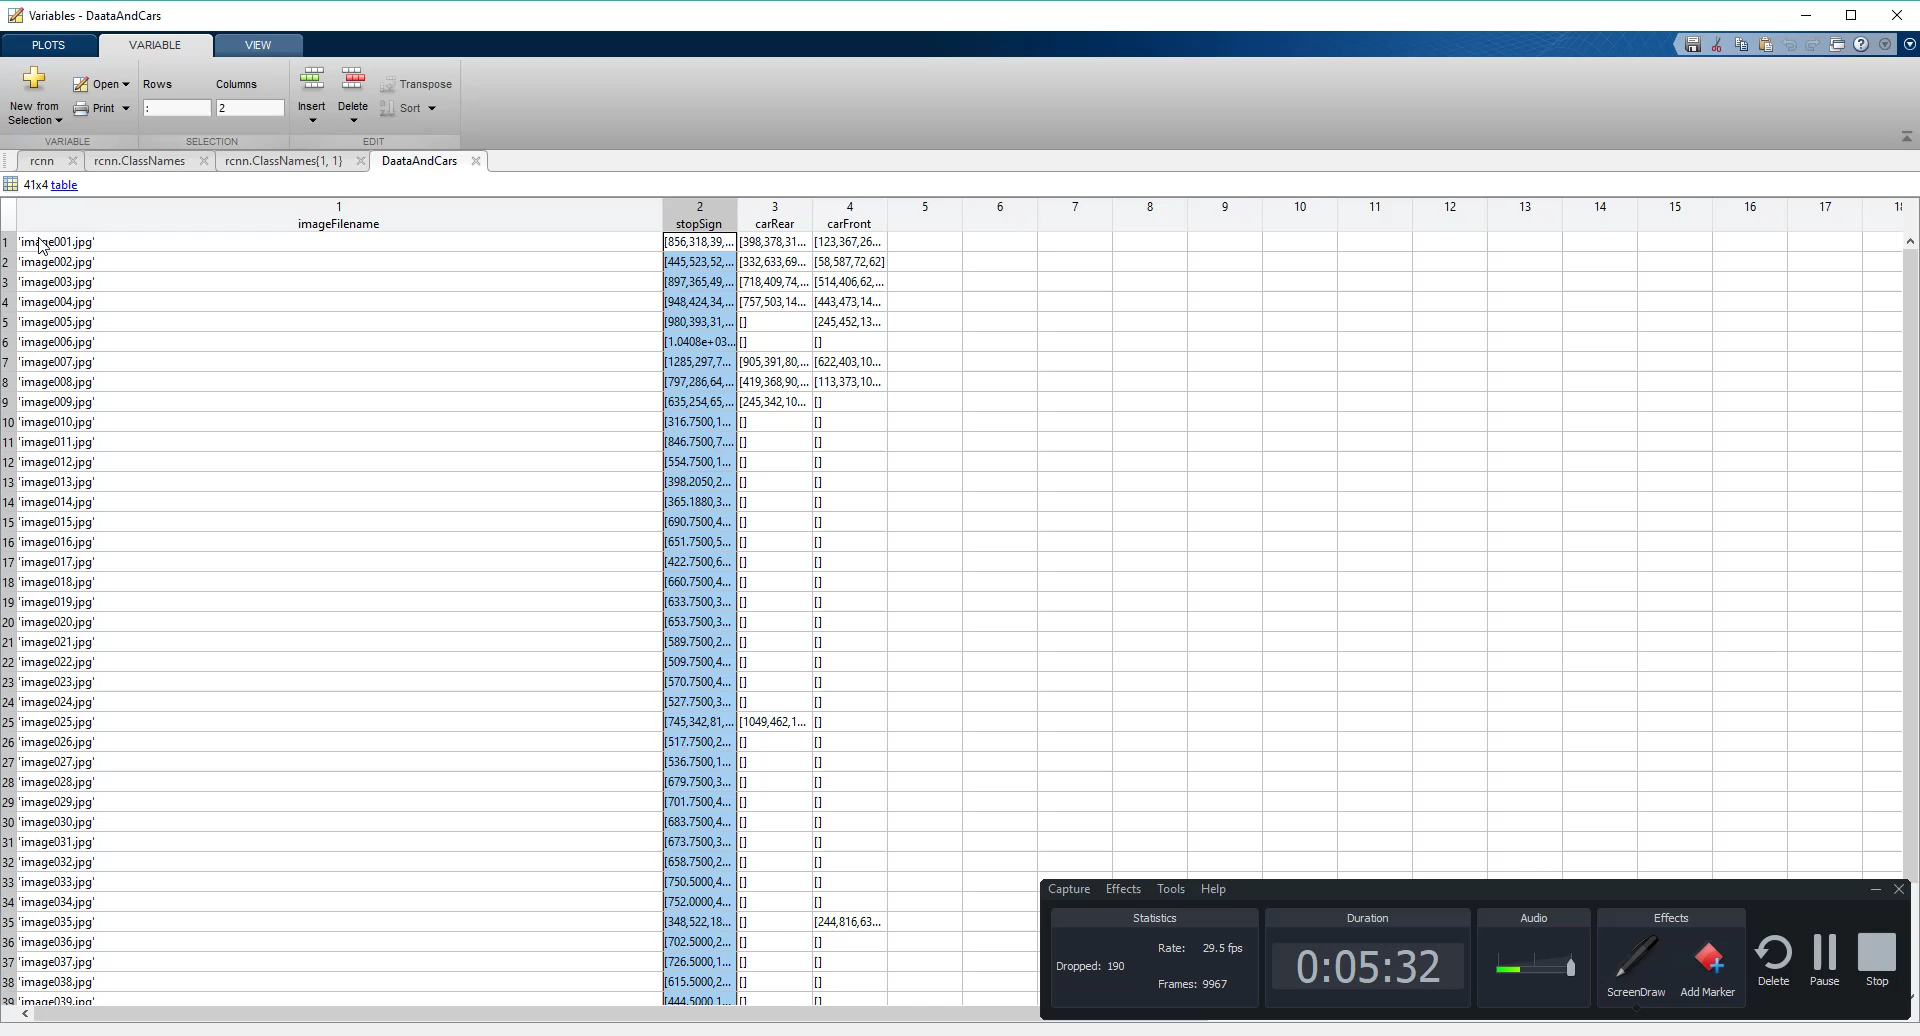 Variables - DaataAndCars
PLOTS VARIABLE VIEW
New from Selection
Open
Print
Rows Columns
: 2
Insert Delete
Transpose
Sort
VARIABLE SELECTION EDIT
rcnn rcnn.ClassNames rcnn.ClassNames{1, 1} DaataAndCars
41x4 table
1 2 3 4 5 6 7 8 9 10 11 12 13 14 15 16 17
imageFilename stopSign carRear carFront
1 'image001.jpg' [856,318,39,... [398,378,31... [123,367,26...
2 'image002.jpg' [445,523,52,... [332,633,69... [58,587,72,62]
3 'image003.jpg' [897,365,49,... [718,409,74,... [514,406,62,...
4 'image004.jpg' [948,424,34,... [757,503,14... [443,473,14...
5 'image005.jpg' [980,393,31,... [] [245,452,13...
6 'image006.jpg' [1.0408e+03... [] []
7 'image007.jpg' [1285,297,7... [905,391,80,... [622,403,10...
8 'image008.jpg' [797,286,64,... [419,368,90,... [113,373,10...
9 'image009.jpg' [635,254,65,... [245,342,10... []
10 'image010.jpg' [316.7500,1... [] []
11 'image011.jpg' [846.7500,7.... [] []
12 'image012.jpg' [554.7500,1... [] []
13 'image013.jpg' [398.2050,2... [] []
14 'image014.jpg' [365.1880,3... [] []
15 'image015.jpg' [690.7500,4... [] []
16 'image016.jpg' [651.7500,5... [] []
17 'image017.jpg' [422.7500,6... [] []
18 'image018.jpg' [660.7500,4... [] []
19 'image019.jpg' [633.7500,3... [] []
20 'image020.jpg' [653.7500,3... [] []
21 'image021.jpg' [589.7500,2... [] []
22 'image022.jpg' [509.7500,4... [] []
23 'image023.jpg' [570.7500,4... [] []
24 'image024.jpg' [527.7500,3... [] []
25 'image025.jpg' [745,342,81,... [1049,462,1... []
26 'image026.jpg' [517.7500,2... [] []
27 'image027.jpg' [536.7500,1... [] []
28 'image028.jpg' [679.7500,3... [] []
29 'image029.jpg' [701.7500,4... [] []
30 'image030.jpg' [683.7500,4... [] []
31 'image031.jpg' [673.7500,3... [] []
32 'image032.jpg' [658.7500,2... [] []
33 'image033.jpg' [750.5000,4... [] []
34 'image034.jpg' [752.0000,4... [] []
35 'image035.jpg' [348,522,18... [] [244,816,63...
36 'image036.jpg' [702.5000,2... [] []
37 'image037.jpg' [726.5000,1... [] []
38 'image038.jpg' [615.5000,2... [] []
39 'image039.jpg' [444.5000,1... [] []
Capture Effects Tools Help
Statistics Duration Audio Effects
Rate: 29.5 fps
Dropped: 190
Frames: 9967
0:05:32
ScreenDraw Add Marker Delete Pause Stop